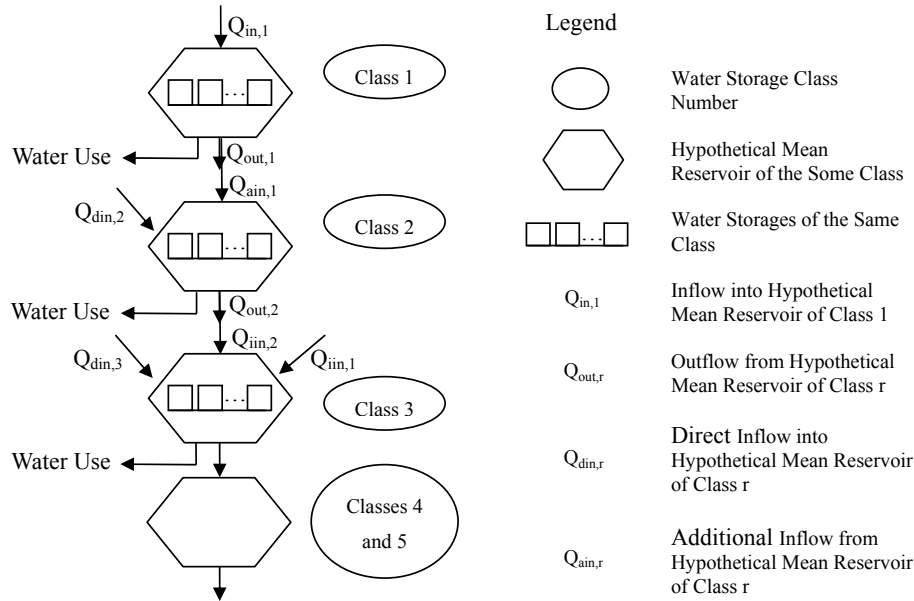 Q_in,1
Class 1
...
Water Use
Q_out,1
Q_ain,1
Q_din,2
Class 2
...
Water Use
Q_out,2
Q_iin,2
Q_din,3
Q_iin,1
Class 3
...
Water Use
Classes 4
and 5
Legend
Water Storage Class
Number
Hypothetical Mean
Reservoir of the Some Class
...
Water Storages of the Same
Class
Q_in,1
Inflow into Hypothetical
Mean Reservoir of Class 1
Q_out,r
Outflow from Hypothetical
Mean Reservoir of Class r
Q_din,r
Direct Inflow into
Hypothetical Mean Reservoir
of Class r
Q_ain,r
Additional Inflow from
Hypothetical Mean Reservoir
of Class r